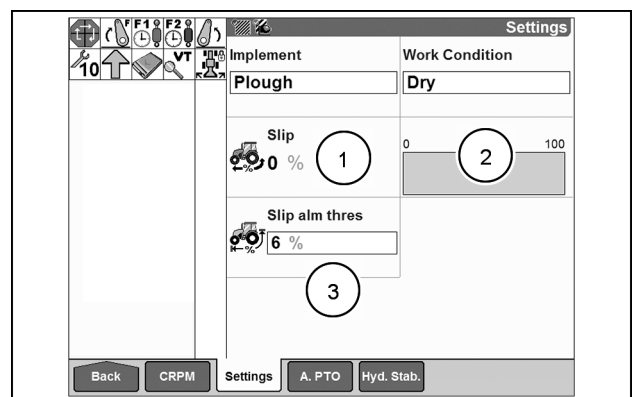 F F1 F2 Settings
10 VT
Implement Work Condition
Plough Dry
Slip
0 % 1
0 2 100
Slip alm thres
6 %
3
Back CRPM Settings A. PTO Hyd. Stab.